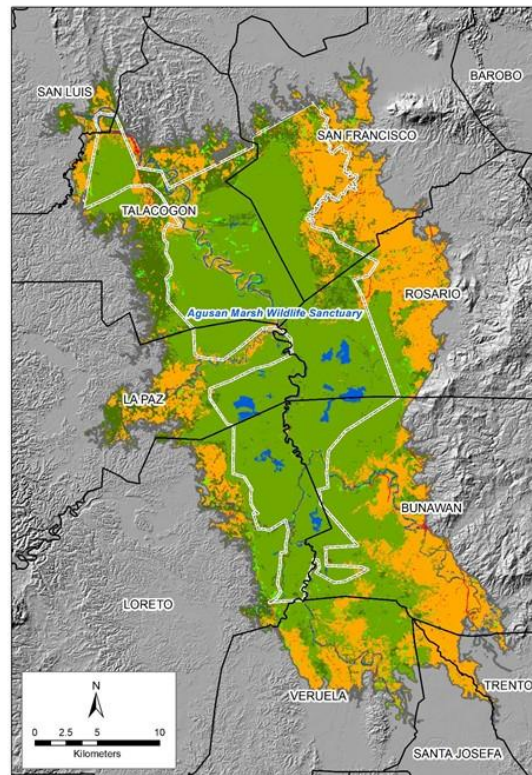 SAN LUIS
BAROBO
SAN FRANCISCO
TALACOGON
ROSARIO
Agusan Marsh Wildlife Sanctuary
LA PAZ
BUNAWAN
LORETO
TRENTO
VERUELA
SANTA JOSEFA
N
0 2.5 5 10
Kilometers